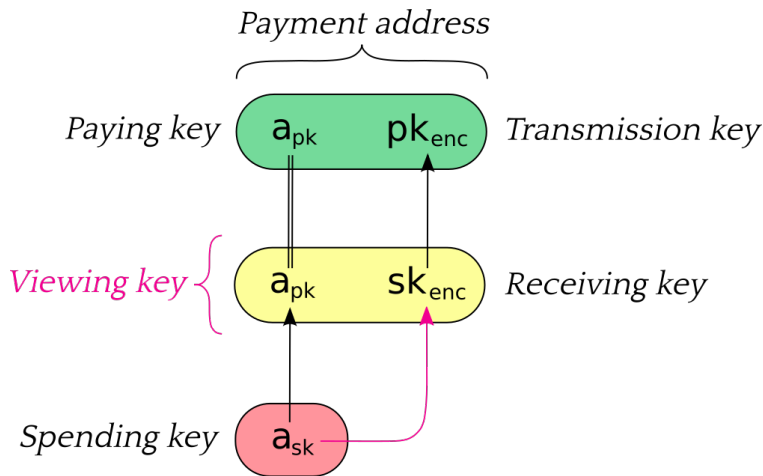 Payment address
Paying key a_pk pk_enc Transmission key
Viewing key a_pk sk_enc Receiving key
Spending key a_sk